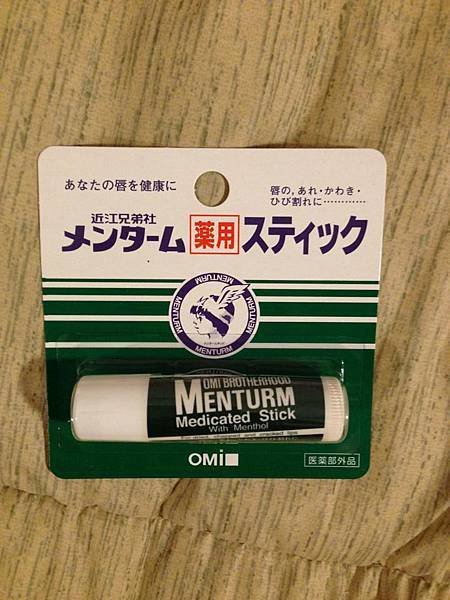 あなたの唇を健康に
唇の,あれ・かわき・
ひび割れに…………
近江兄弟社
メンターム薬用スティック
MENTURM
MENTURM
MENTURM
MENTURM
OMI BROTHERHOOD
MENTURM
Medicated Stick
With Menthol
OMi
医薬部外品